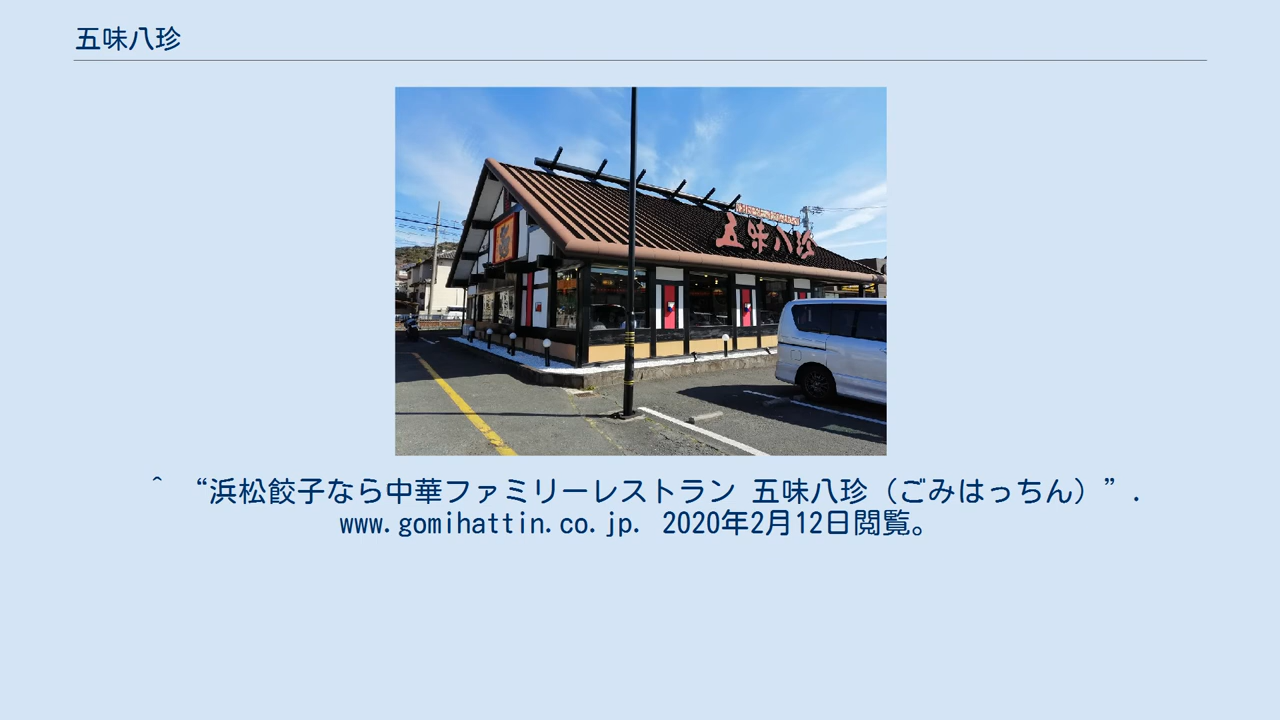 五味八珍
五味八珍
^ “浜松餃子なら中華ファミリーレストラン 五味八珍（ごみはっちん）”.
www.gomihattin.co.jp. 2020年2月12日閲覧。